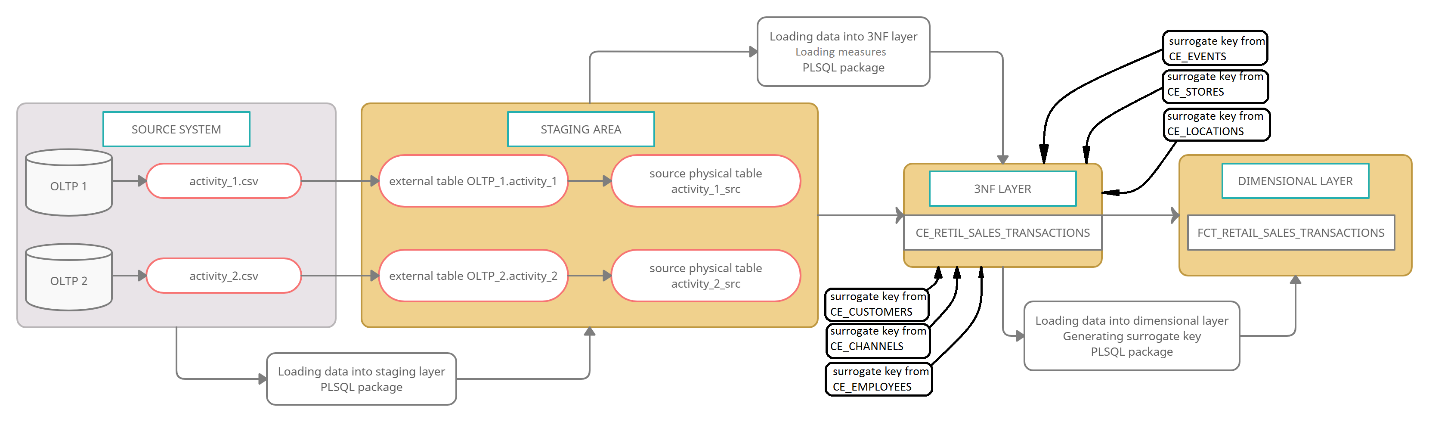 Loading data into 3NF layer
Loading measures
PLSQL package
surrogate key from
CE_EVENTS
surrogate key from
CE_STORES
surrogate key from
CE_LOCATIONS
SOURCE SYSTEM
OLTP 1
activity_1.csv
OLTP 2
activity_2.csv
STAGING AREA
external table OLTP_1.activity_1
source physical table
activity_1_src
external table OLTP_2.activity_2
source physical table
activity_2_src
3NF LAYER
CE_RETIL_SALES_TRANSACTIONS
DIMENSIONAL LAYER
FCT_RETAIL_SALES_TRANSACTIONS
surrogate key from
CE_CUSTOMERS
surrogate key from
CE_CHANNELS
surrogate key from
CE_EMPLOYEES
Loading data into dimensional layer
Generating surrogate key
PLSQL package
Loading data into staging layer
PLSQL package